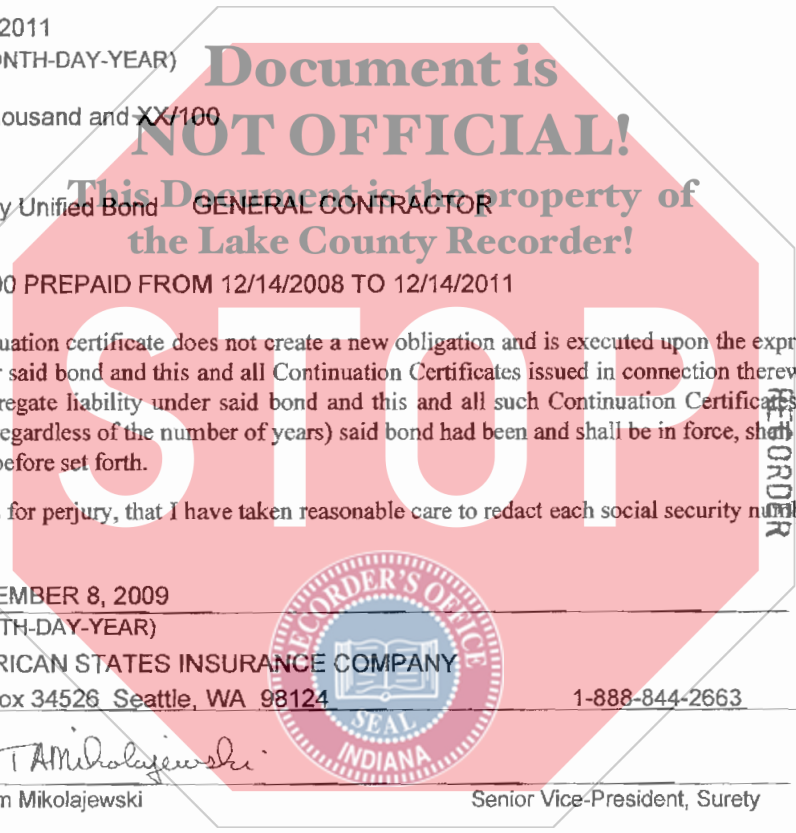 2011
ONTH-DAY-YEAR)
Document is
ousand and XX/100
NOT OFFICIAL!
This Document is the property of
y Unified Bond GENERAL CONTRACTOR
the Lake County Recorder!
00 PREPAID FROM 12/14/2008 TO 12/14/2011
STOP
uation certificate does not create a new obligation and is executed upon the expr
r said bond and this and all Continuation Certificates issued in connection therew
regate liability under said bond and this and all such Continuation Certificates
egardless of the number of years) said bond had been and shall be in force, shall
before set forth.
RECORDER
s for perjury, that I have taken reasonable care to redact each social security numb
EMBER 8, 2009
TH-DAY-YEAR)
RICAN STATES INSURANCE COMPANY
ox 34526 Seattle, WA 98124 1-888-844-2663
RECORDER'S OFFICE
SEAL
INDIANA
TAMikolajewski
m Mikolajewski Senior Vice-President, Surety